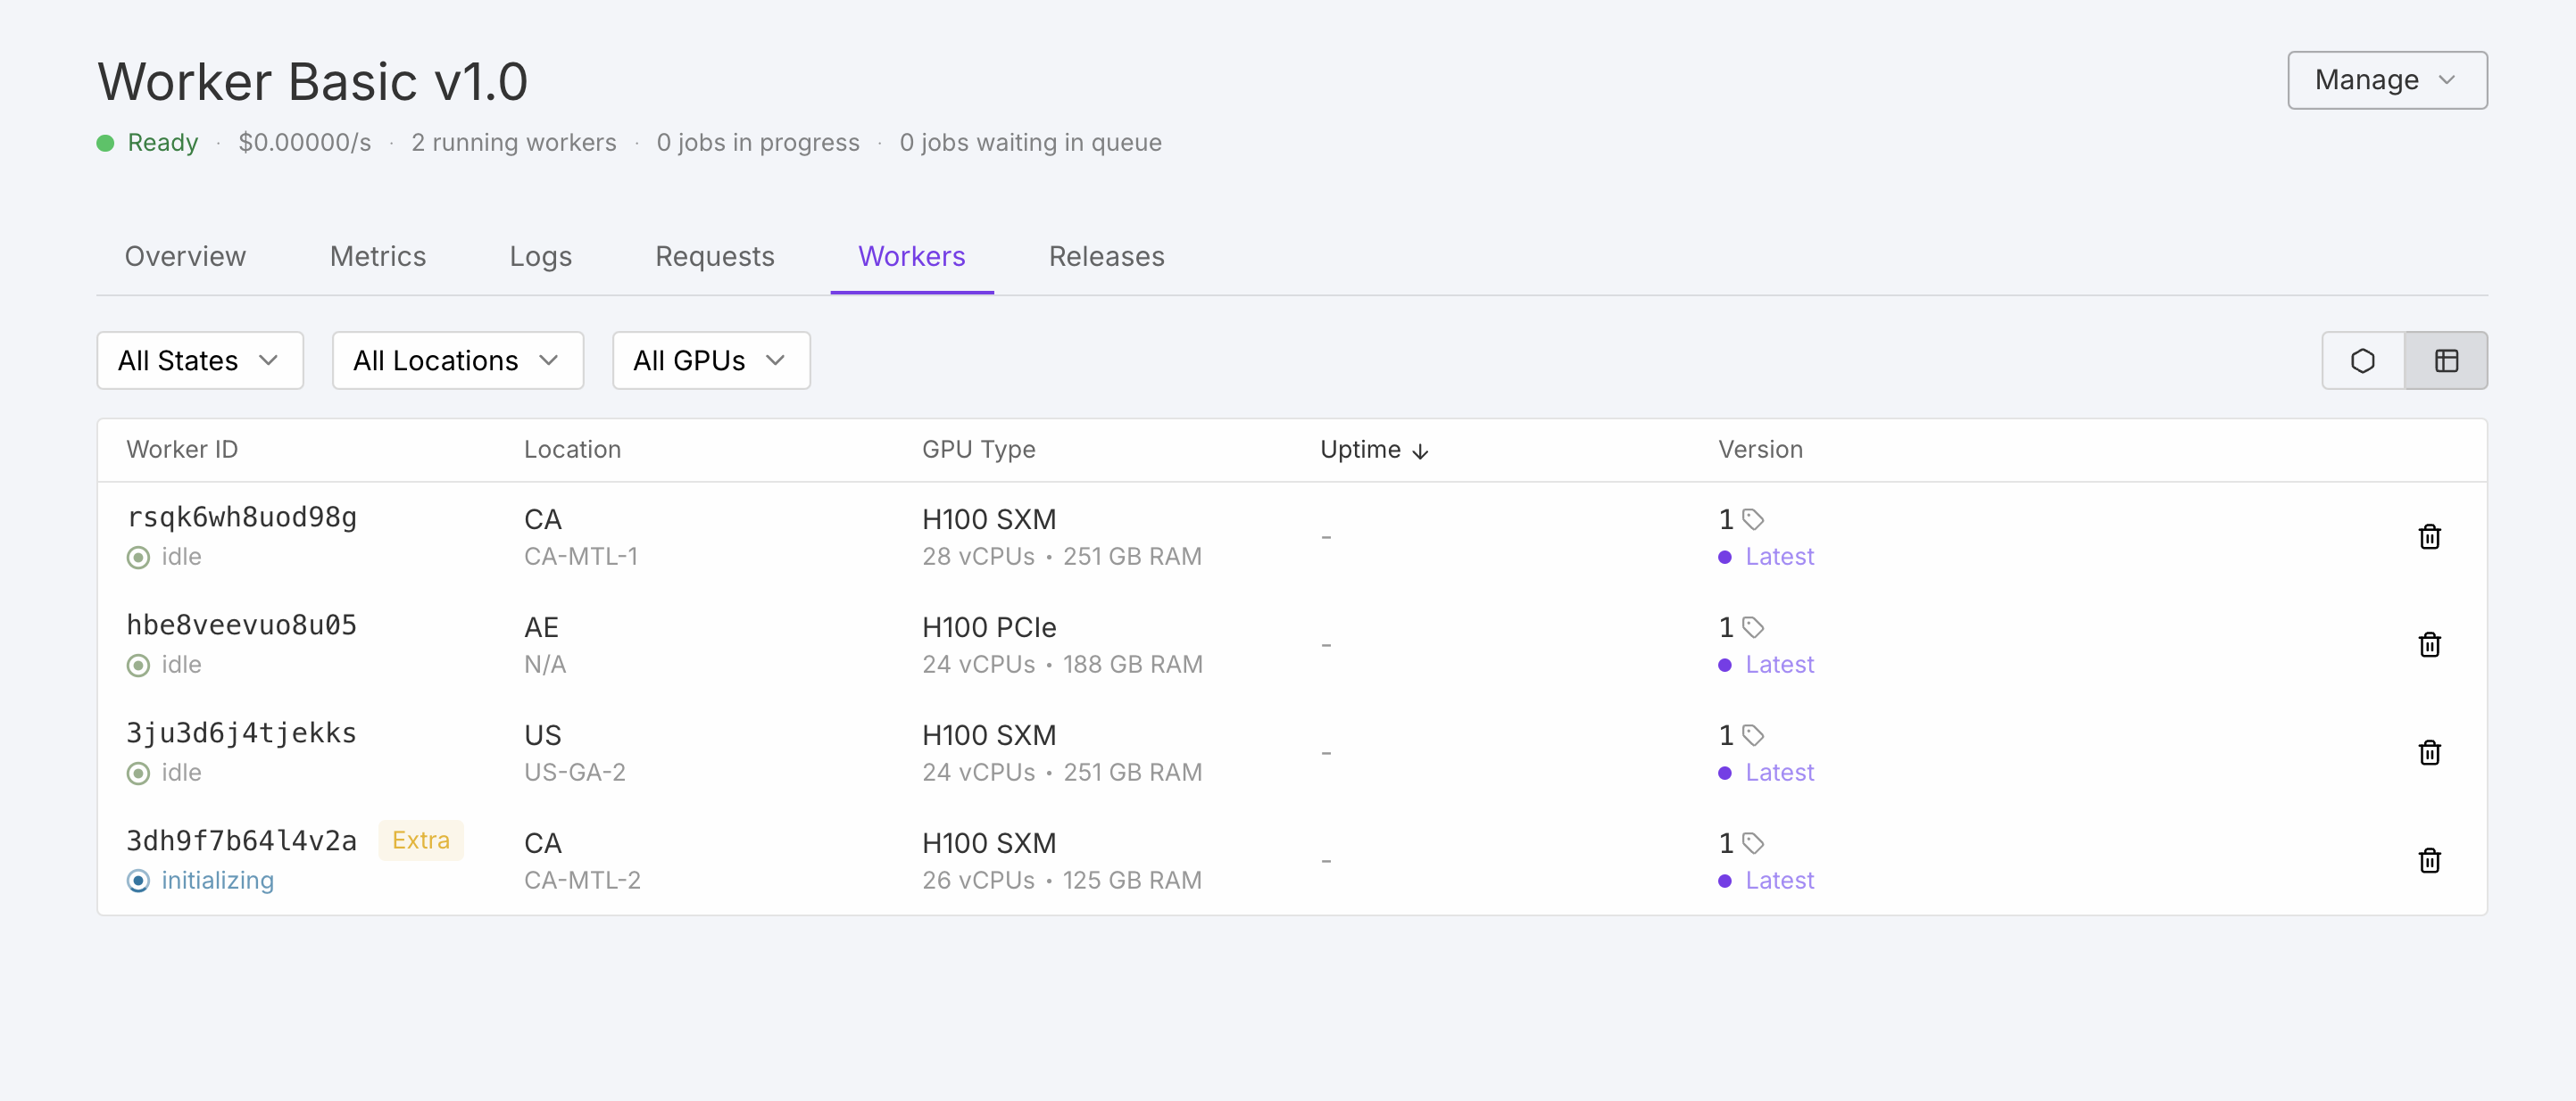 Worker Basic v1.0
Manage
Ready · $0.00000/s · 2 running workers · 0 jobs in progress · 0 jobs waiting in queue
Overview Metrics Logs Requests Workers Releases
All States All Locations All GPUs
Worker ID Location GPU Type Uptime ↓ Version
rsqk6wh8uod98g CA H100 SXM - 1
idle CA-MTL-1 28 vCPUs • 251 GB RAM Latest
hbe8veevuo8u05 AE H100 PCIe - 1
idle N/A 24 vCPUs • 188 GB RAM Latest
3ju3d6j4tjekks US H100 SXM - 1
idle US-GA-2 24 vCPUs • 251 GB RAM Latest
3dh9f7b64l4v2a Extra CA H100 SXM - 1
initializing CA-MTL-2 26 vCPUs • 125 GB RAM Latest